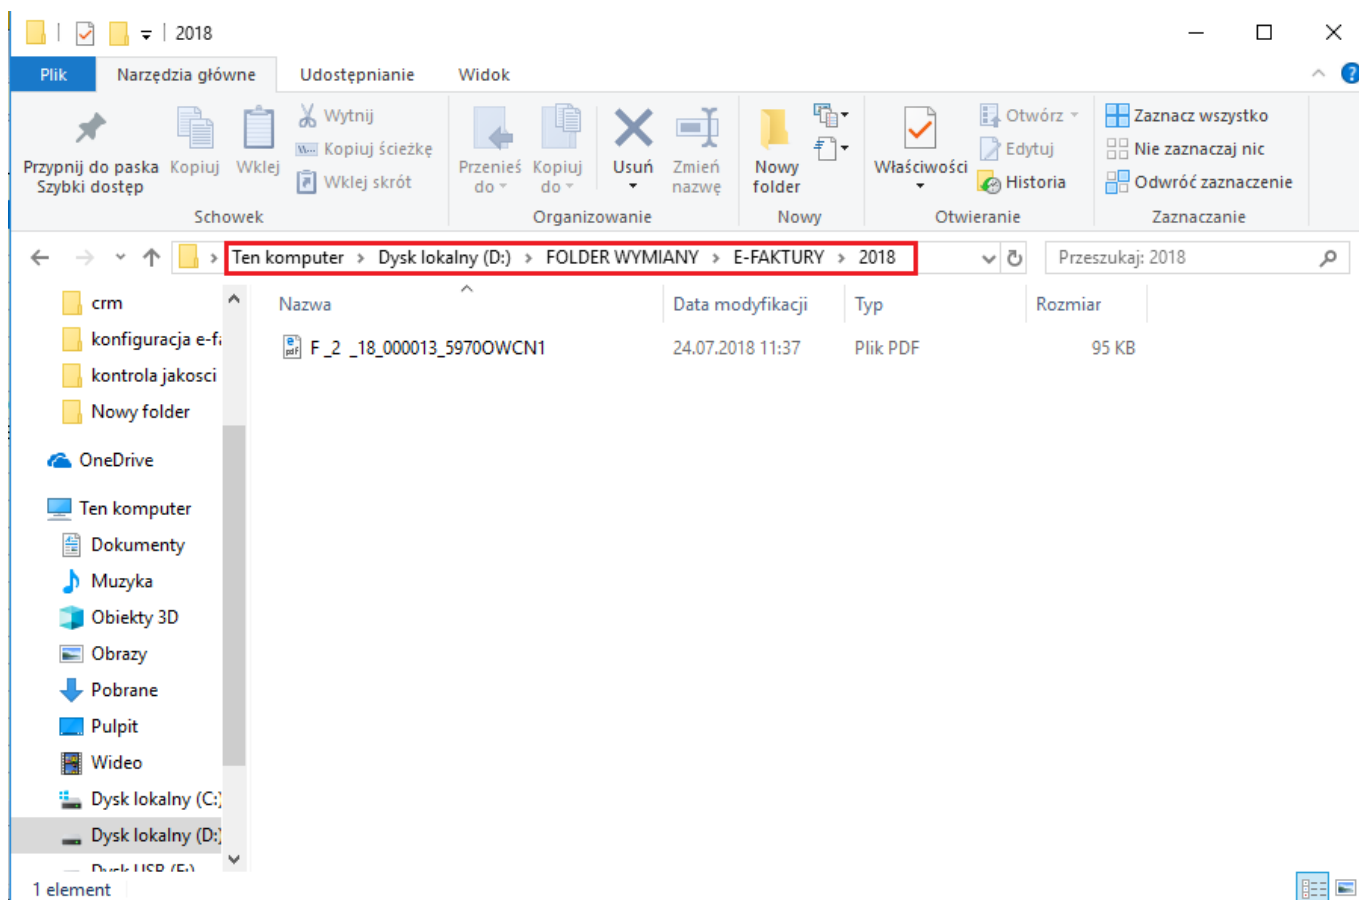 2018
Plik Narzędzia główne Udostępnianie Widok
Przypnij do paska
Szybki dostęp
Kopiuj
Wklej
Wytnij
Kopiuj ścieżkę
Wklej skrót
Przenieś
do
Kopiuj
do
Usuń
Zmień
nazwę
Nowy
folder
Właściwości
Otwórz
Edytuj
Historia
Zaznacz wszystko
Nie zaznaczaj nic
Odwróć zaznaczenie
Schowek Organizowanie Nowy Otwieranie Zaznaczanie
Ten komputer > Dysk lokalny (D:) > FOLDER WYMIANY > E-FAKTURY > 2018
Przeszukaj: 2018
crm
konfiguracja e-fa
kontrola jakosci
Nowy folder
OneDrive
Ten komputer
Dokumenty
Muzyka
Obiekty 3D
Obrazy
Pobrane
Pulpit
Wideo
Dysk lokalny (C:)
Dysk lokalny (D:)
Dysk USB (F:)
Nazwa Data modyfikacji Typ Rozmiar
F _2 _18_000013_5970OWCN1 24.07.2018 11:37 Plik PDF 95 KB
1 element